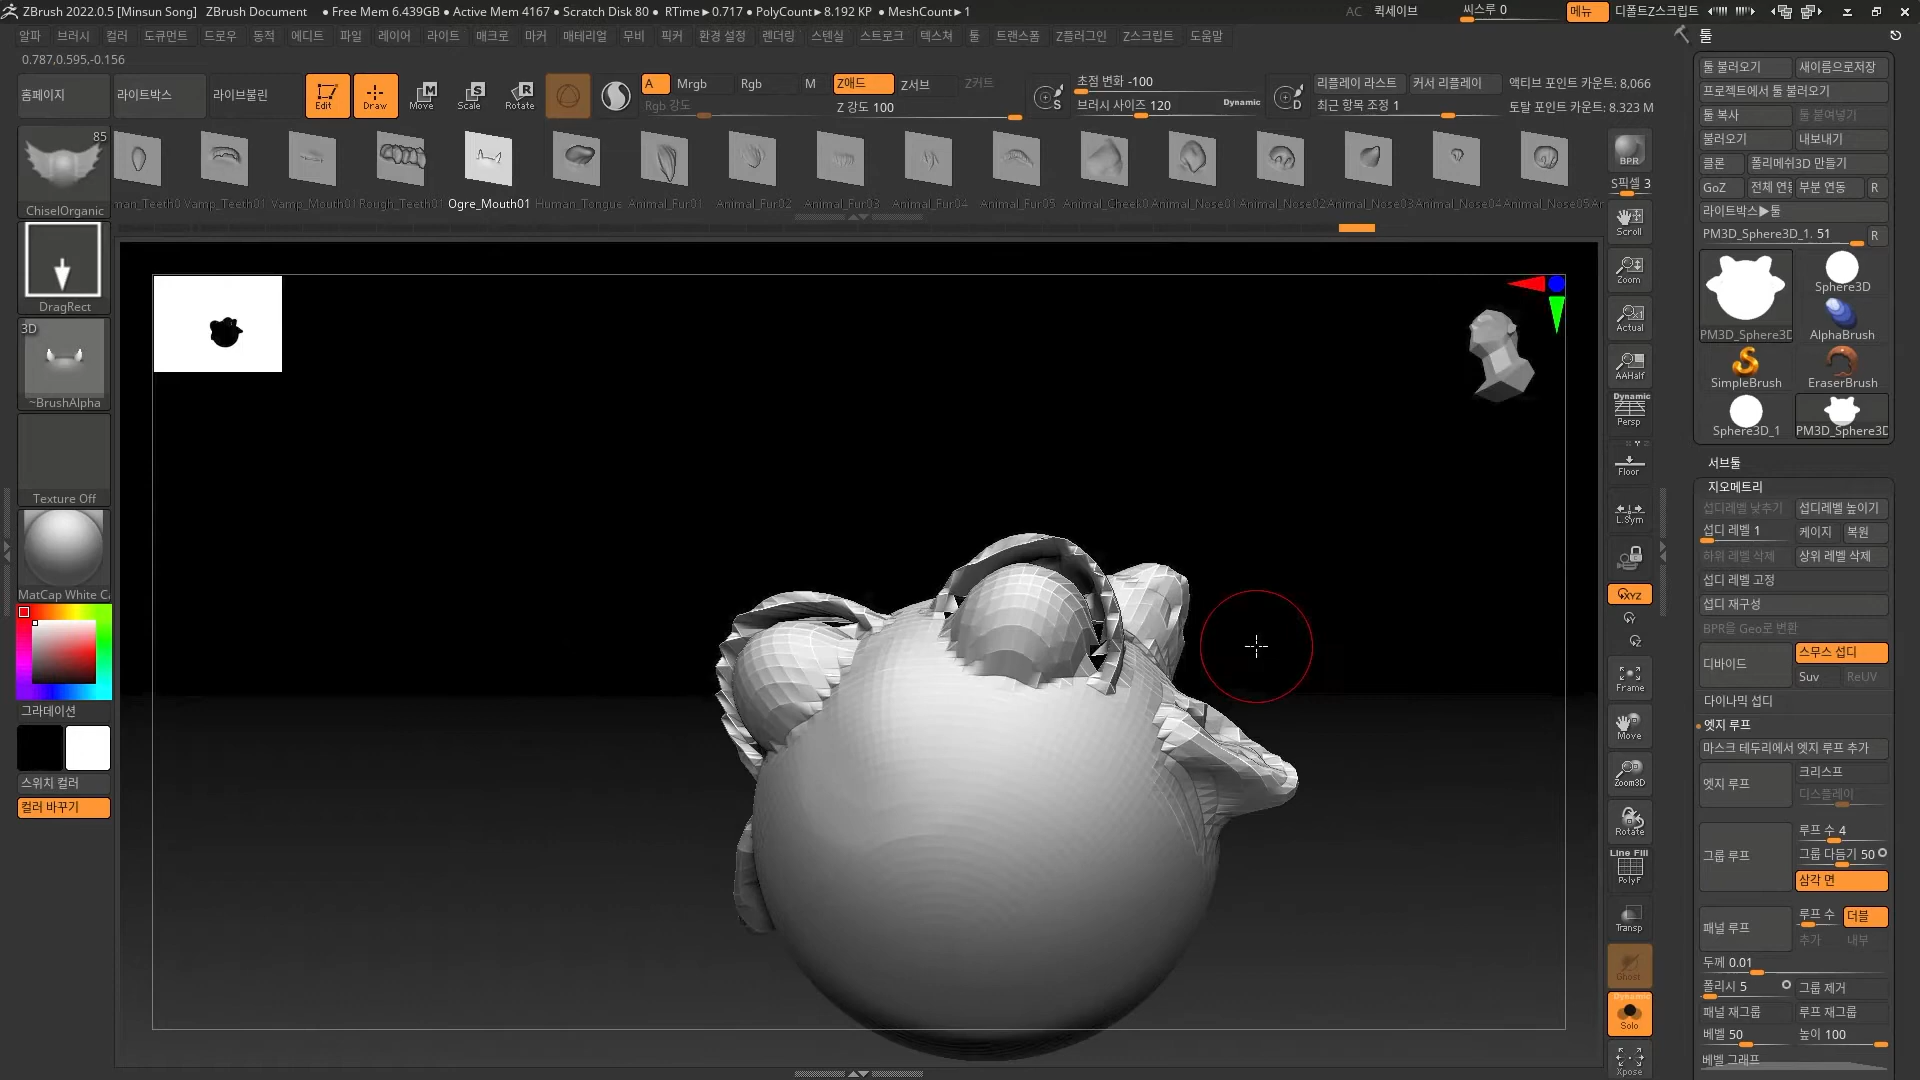 ZBrush 2022.0.5 [Minsun Song] ZBrush Document • Free Mem 6.439GB • Active Mem 4167 • Scratch Disk 80 • RTime►0.717 • PolyCount►8.192 KP • MeshCount►1 AC 퀵세이브 씨스루 0 메뉴 디폴트Z스크립트
알파 브러시 컬러 도큐먼트 드로우 동적 에디트 파일 레이어 라이트 매크로 마커 매테리얼 무비 픽커 환경 설정 렌더링 스텐실 스트로크 텍스쳐 툴 트랜스폼 Z플러그인 Z스크립트 도움말
툴
0.787,0.595,-0.156
홈페이지 라이트박스 라이브불린 Edit Draw Move Scale Rotate
A Mrgb Rgb M Z애드 Z서브 Z커트
Rgb 강도 Z 강도 100
초점 변화 -100
브러시 사이즈 120 Dynamic
S D
리플레이 라스트 커서 리플레이 액티브 포인트 카운트: 8,066
최근 항목 조정 1 토탈 포인트 카운트: 8.323 M
85
ChiselOrganic
man_Teeth0 Vamp_Teeth01 Vamp_Mouth01 Rough_Teeth01 Ogre_Mouth01 Human_Tongue Animal_Fur01 Animal_Fur02 Animal_Fur03 Animal_Fur04 Animal_Fur05 Animal_Cheek0 Animal_Nose01 Animal_Nose02 Animal_Nose03 Animal_Nose04 Animal_Nose05 Ar
DragRect
3D
~BrushAlpha
Texture Off
MatCap White Ca
그라데이션
스위치 컬러
컬러 바꾸기
BPR
S픽셀 3
Scroll
Zoom
Actual
AAHalf
Dynamic
Persp
Floor
L.Sym
XYZ
Frame
Move
Zoom3D
Rotate
Line Fill
PolyF
Transp
Ghost
Dynamic
Solo
Xpose
툴 불러오기 새이름으로저장
프로젝트에서 툴 불러오기
툴 복사 툴 붙여넣기
불러오기 내보내기
클론 폴리메쉬3D 만들기
GoZ 전체 연동 부분 연동 R
라이트박스▶툴
PM3D_Sphere3D_1. 51 R
PM3D_Sphere3D
Sphere3D
AlphaBrush
SimpleBrush EraserBrush
Sphere3D_1 PM3D_Sphere3D
서브툴
지오메트리
섭디레벨 낮추기 섭디레벨 높이기
섭디 레벨 1 케이지 복원
하위 레벨 삭제 상위 레벨 삭제
섭디 레벨 고정
섭디 재구성
BPR을 Geo로 변환
디바이드 스무스 섭디
Suv ReUV
다이나믹 섭디
엣지 루프
마스크 테두리에서 엣지 루프 추가
엣지 루프 크리스프
디스플레이
그룹 루프 루프 수 4
그룹 다듬기 50
삼각 면
패널 루프 루프 수 더블
추가 내부
두께 0.01
폴리시 5 그룹 제거
패널 재그룹 루프 재그룹
베벨 50 높이 100
베벨 그래프